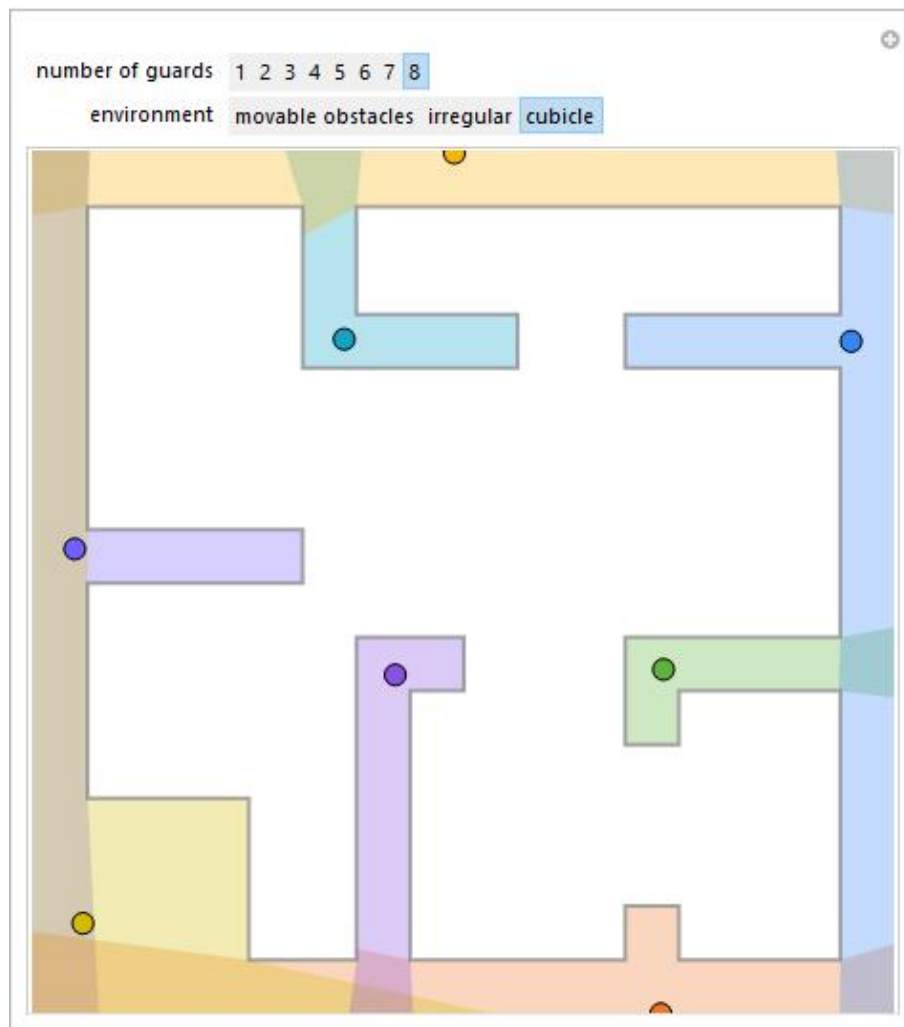 number of guards 1 2 3 4 5 6 7 8
environment movable obstacles irregular cubicle